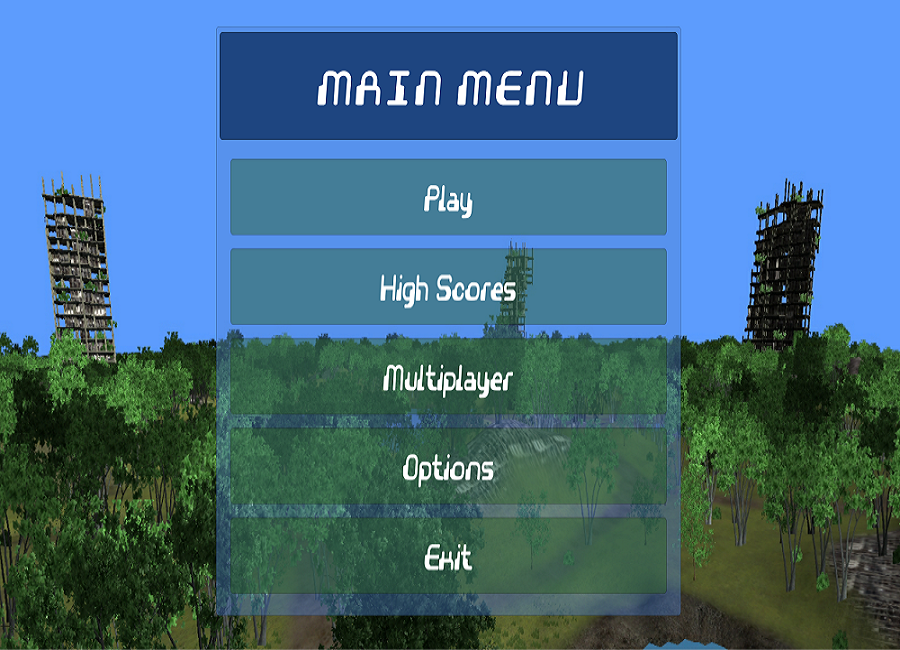 MAIN MENU
Play
High Scores
Multiplayer
Options
Exit